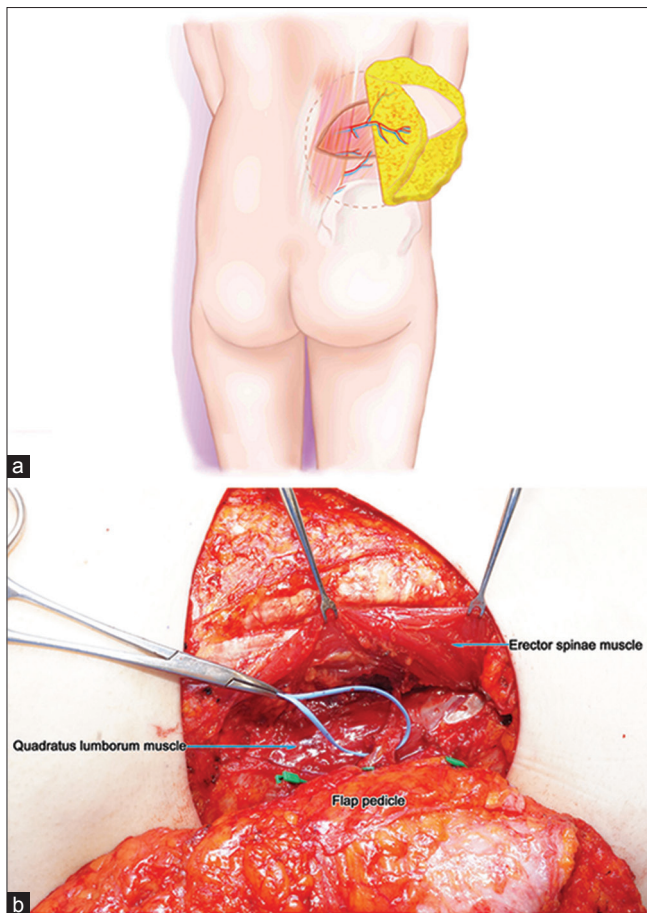 a
Erector spinae muscle
Quadratus lumborum muscle
Flap pedicle
b